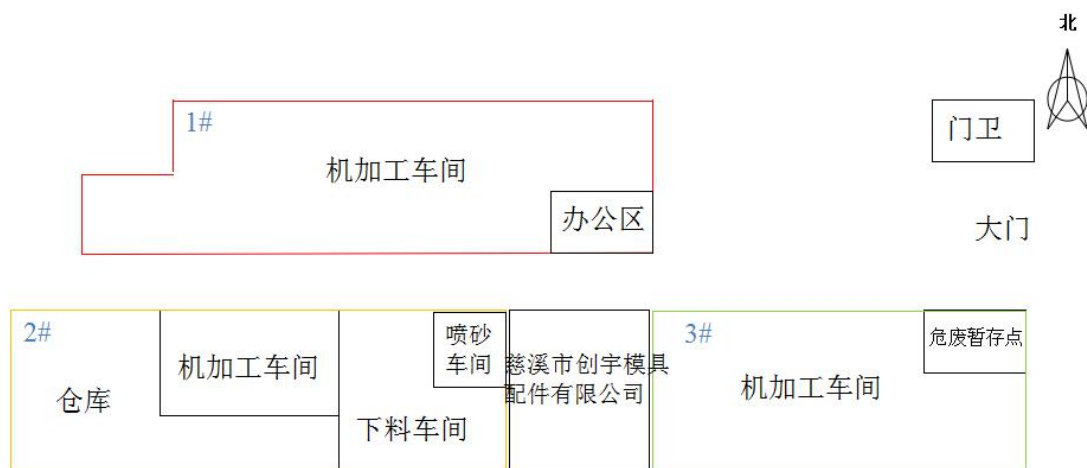 北
1#
门卫
机加工车间
办公区
大门
2#
喷砂
车间
3#
危废暂存点
机加工车间
慈溪市创宇模具
配件有限公司
机加工车间
仓库
下料车间